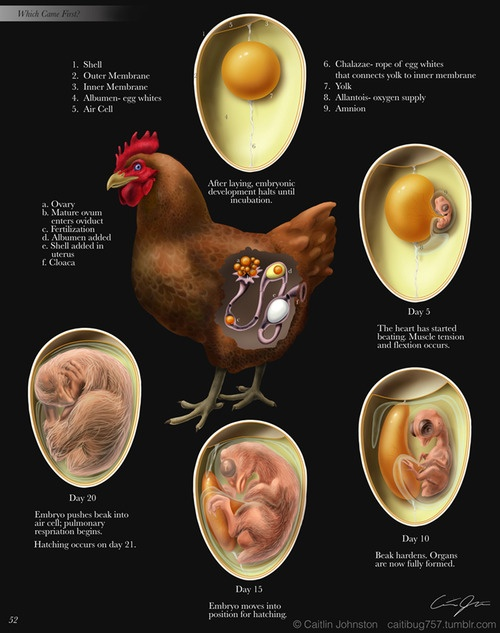 Which Came First?
1. Shell
2. Outer Membrane
3. Inner Membrane
4. Albumen- egg whites
5. Air Cell
6. Chalazae- rope of egg whites
that connects yolk to inner membrane
7. Yolk
8. Allantois- oxygen supply
9. Amnion
After laying, embryonic
development halts until
incubation.
a. Ovary
b. Mature ovum
enters oviduct
c. Fertilization
d. Albumen added
e. Shell added in
uterus
f. Cloaca
Day 5
The heart has started
beating. Muscle tension
and flextion occurs.
Day 20
Embryo pushes beak into
air cell; pulmonary
respriation begins.
Hatching occurs on day 21.
Day 10
Beak hardens. Organs
are now fully formed.
Day 15
Embryo moves into
position for hatching.
52
© Caitlin Johnston caitibug757.tumblr.com